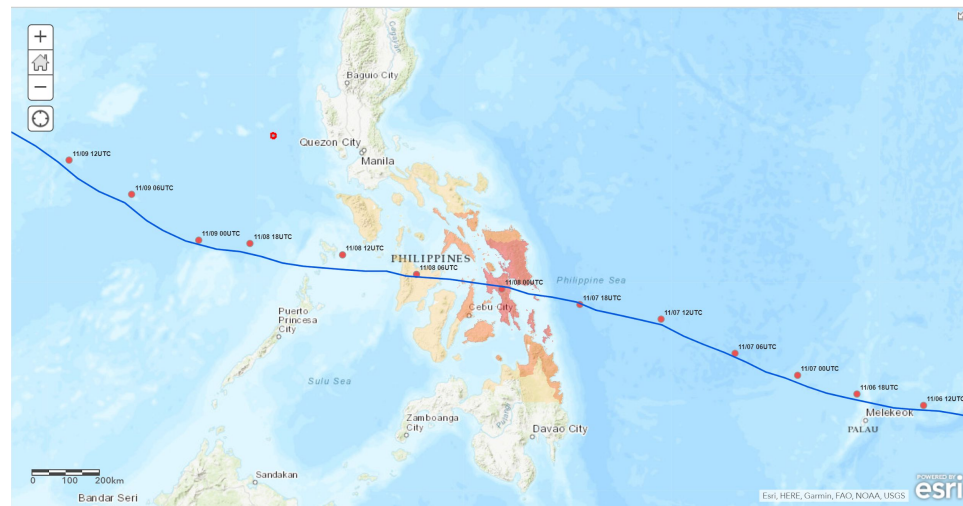 +
−
Cagayan
Baguio City
Quezon City
Manila
11/09 12UTC
11/09 06UTC
11/09 00UTC
11/08 18UTC
11/08 12UTC
PHILIPPINES
11/08 06UTC
Philippine Sea
11/08 00UTC
11/07 18UTC
Cebu City
11/07 12UTC
Puerto
Princesa
City
11/07 06UTC
11/07 00UTC
Sulu Sea
11/06 18UTC
11/06 12UTC
Zamboanga
City
Melekeok
PALAU
Davao City
0 100 200km
Sandakan
Bandar Seri
Esri, HERE, Garmin, FAO, NOAA, USGS
POWERED BY
esri